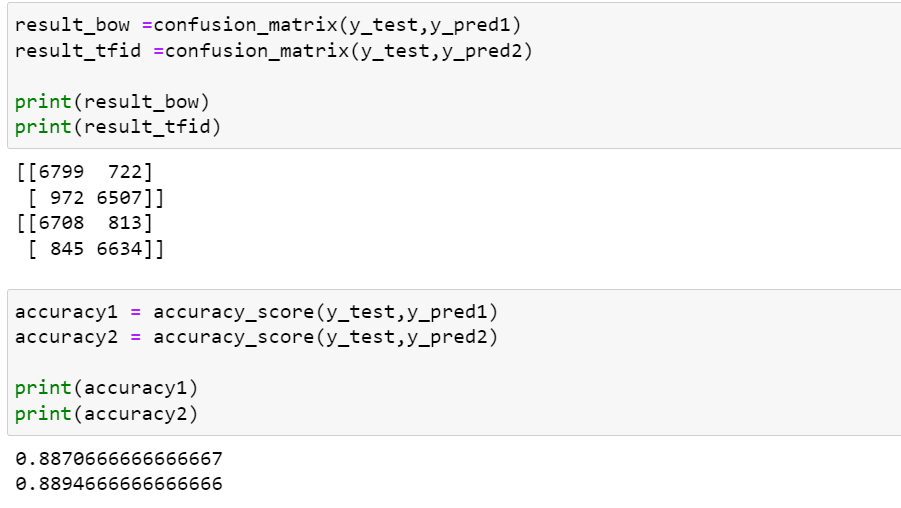 result_bow =confusion_matrix(y_test,y_pred1)
result_tfid =confusion_matrix(y_test,y_pred2)
print(result_bow)
print(result_tfid)
[[6799  722]
 [ 972 6507]]
[[6708  813]
 [ 845 6634]]
accuracy1 = accuracy_score(y_test,y_pred1)
accuracy2 = accuracy_score(y_test,y_pred2)
print(accuracy1)
print(accuracy2)
0.8870666666666667
0.8894666666666666